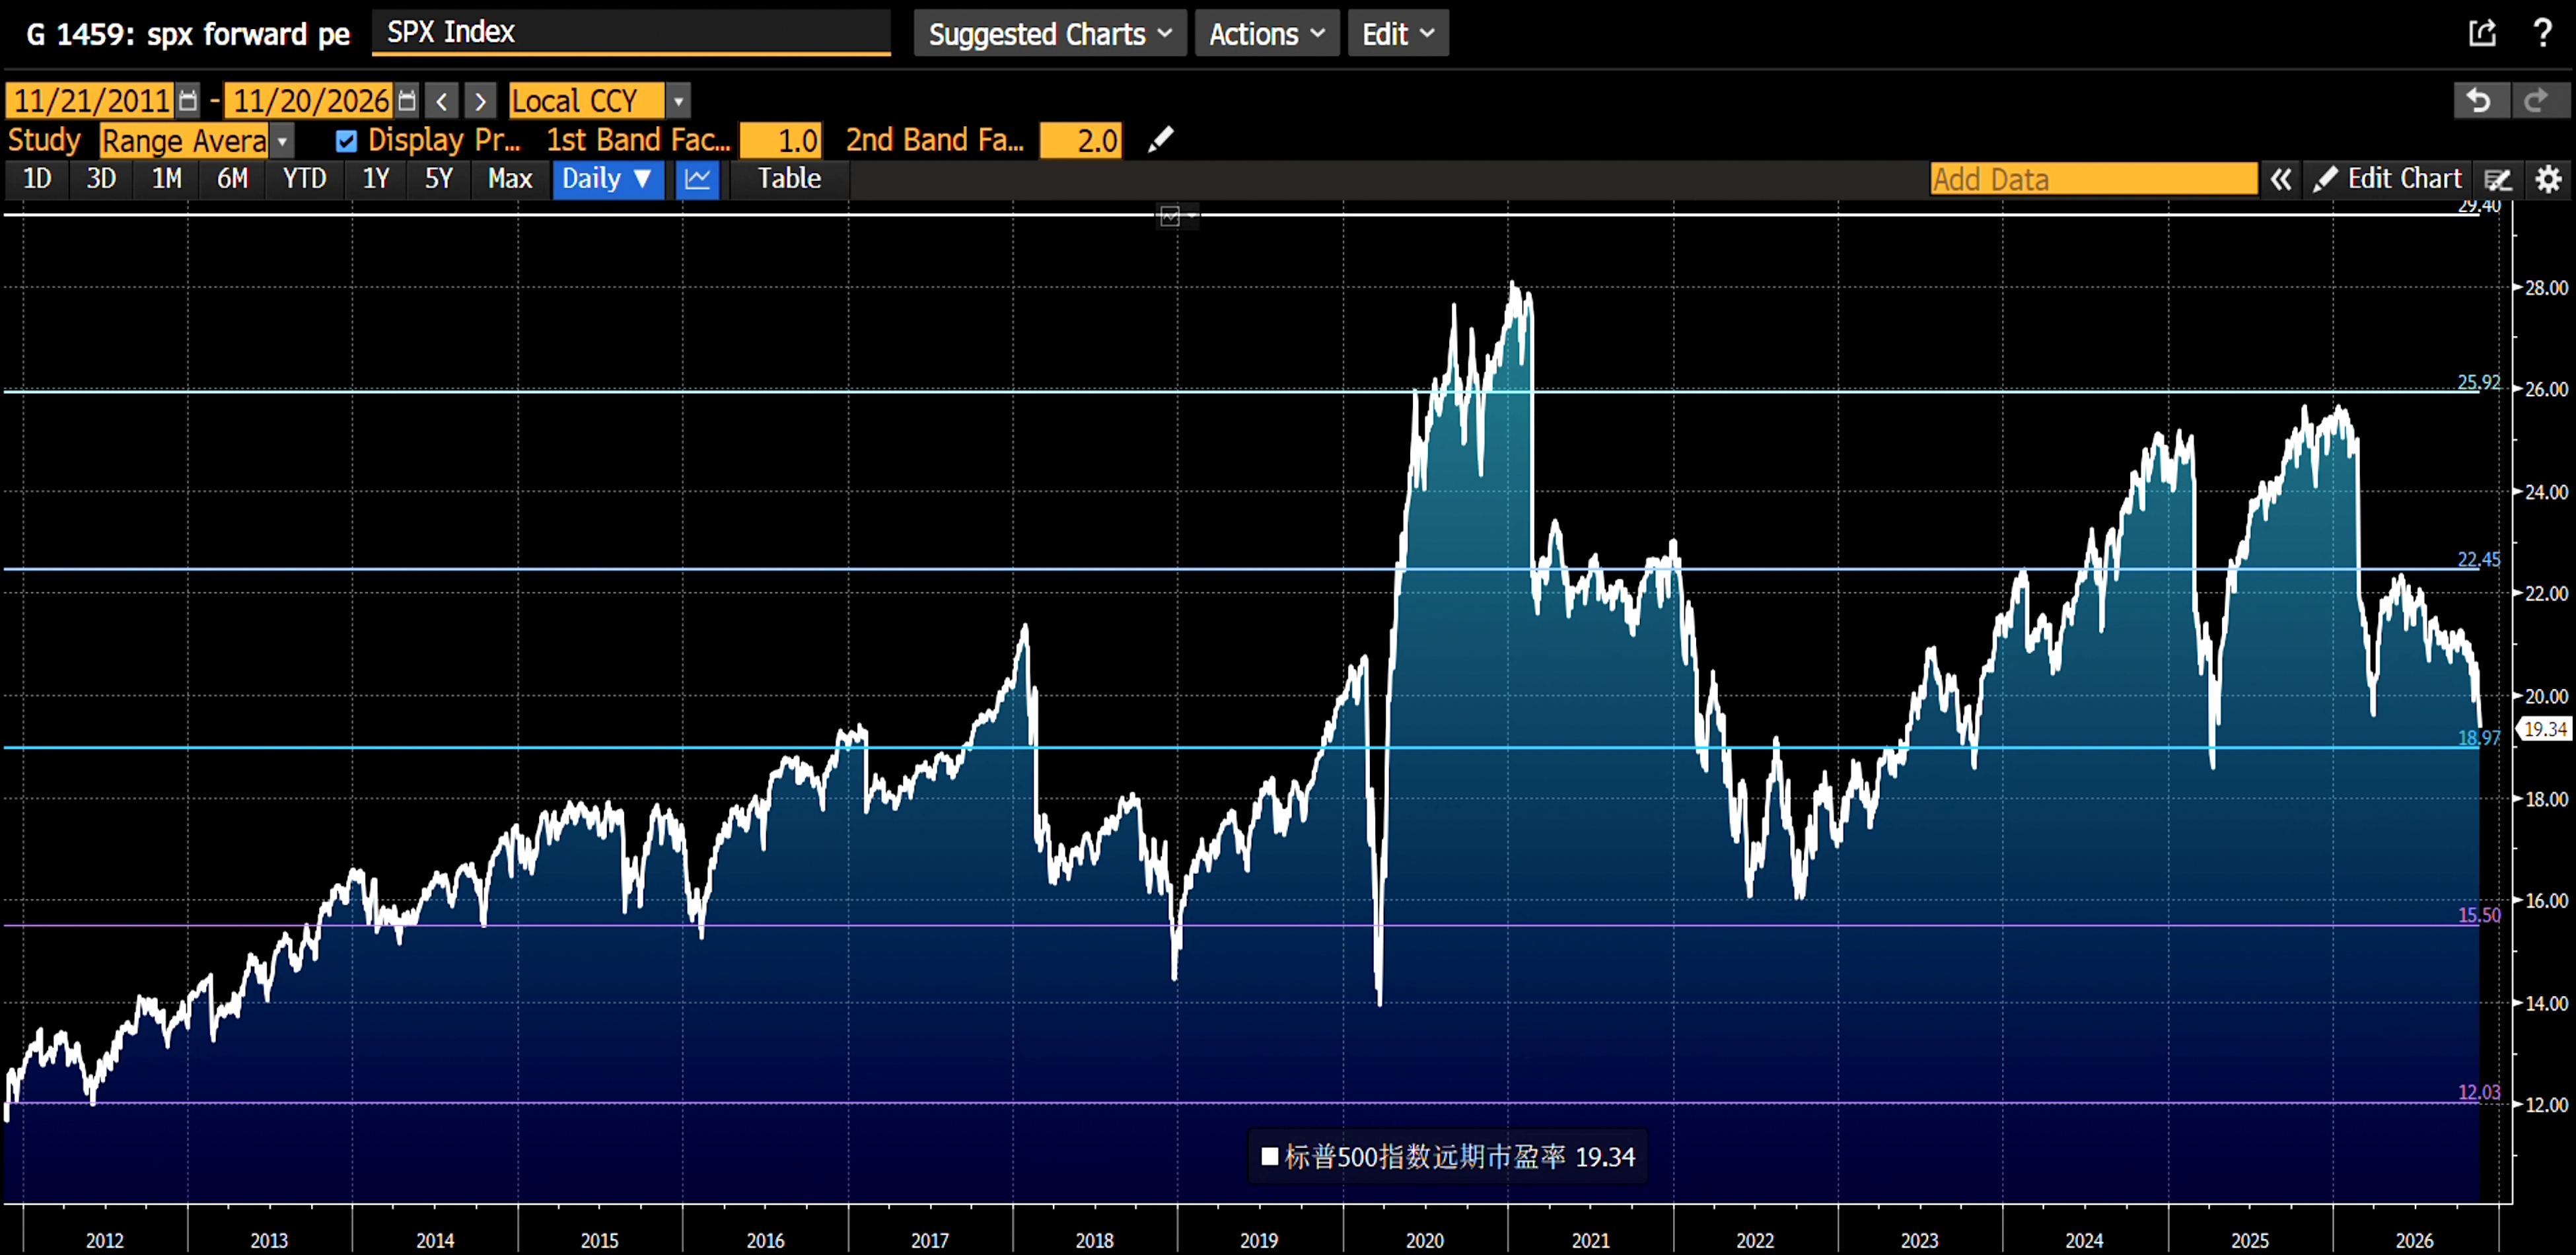 G 1459: spx forward pe SPX Index Suggested Charts Actions Edit ?
11/21/2011 - 11/20/2026 < > Local CCY
Study Range Avera Display Pr... 1st Band Fac... 1.0 2nd Band Fa... 2.0
1D 3D 1M 6M YTD 1Y 5Y Max Daily ▼ Table Add Data « Edit Chart
29.40
28.00
25.92
26.00
24.00
22.45
22.00
20.00
19.34
18.97
18.00
16.00
15.50
14.00
12.03
12.00
标普500指数远期市盈率 19.34
2012 2013 2014 2015 2016 2017 2018 2019 2020 2021 2022 2023 2024 2025 2026